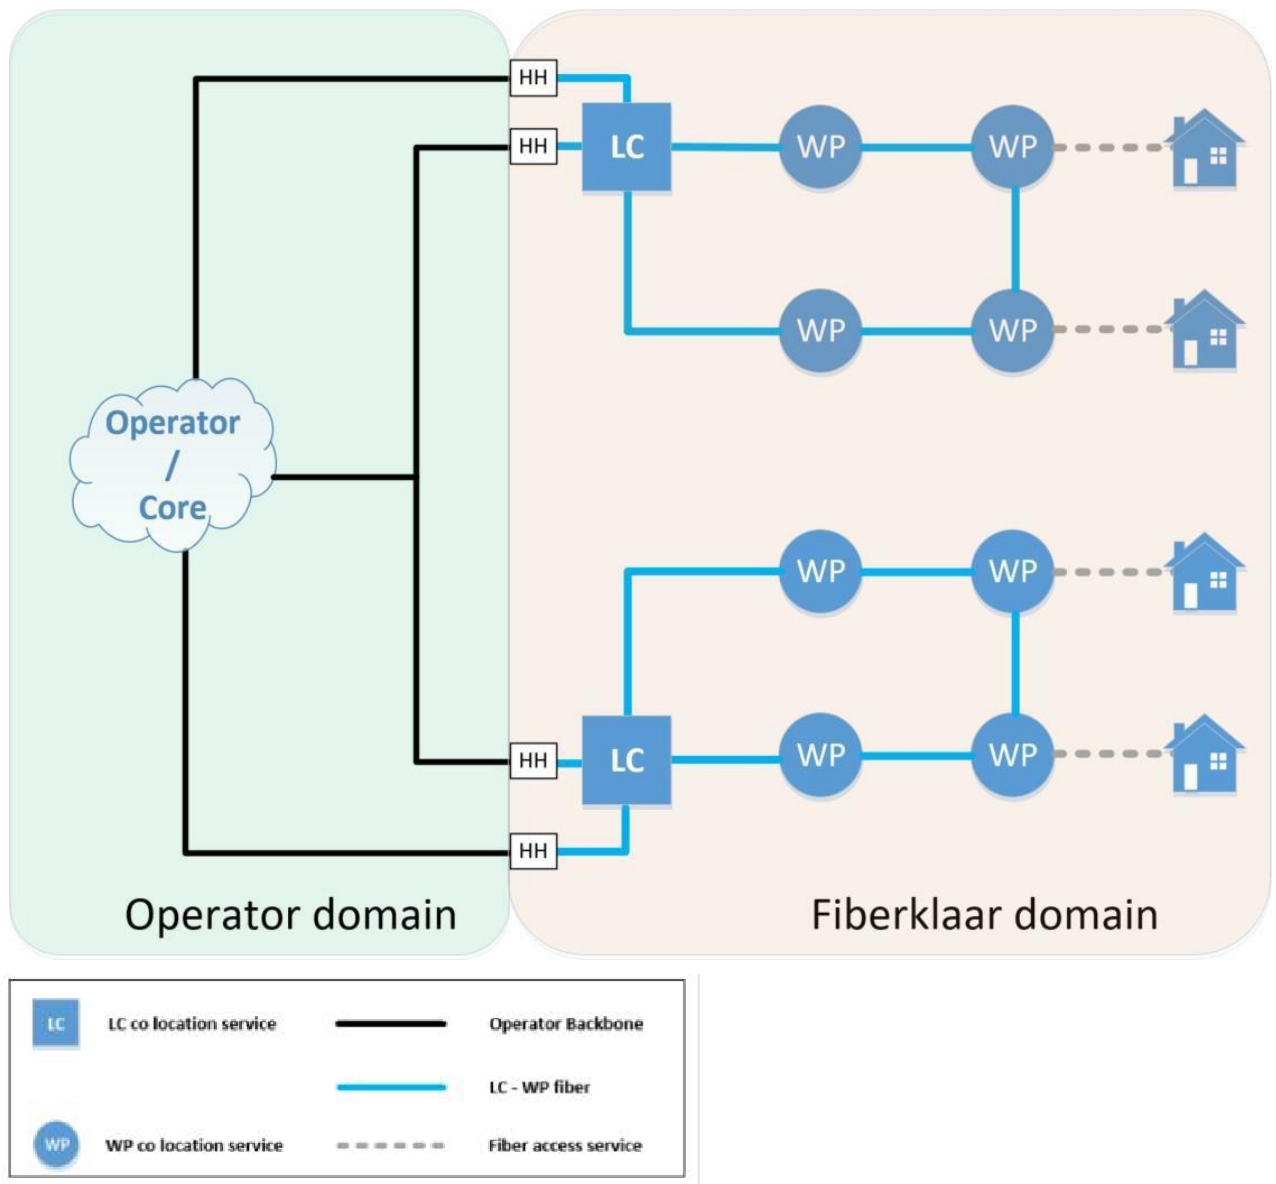 HH
HH
LC
WP
WP
WP
WP
Operator
/
Core
WP
WP
HH
LC
WP
WP
HH
Operator domain
Fiberklaar domain
LC
LC co location service
Operator Backbone
LC - WP fiber
WP
WP co location service
Fiber access service